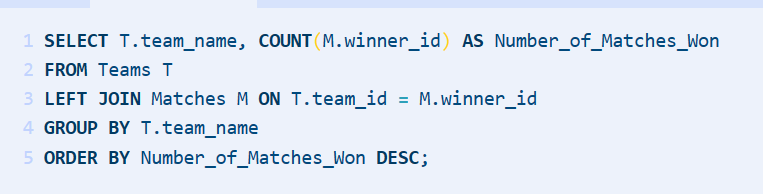 1 SELECT T.team_name, COUNT(M.winner_id) AS Number_of_Matches_Won
2 FROM Teams T
3 LEFT JOIN Matches M ON T.team_id = M.winner_id
4 GROUP BY T.team_name
5 ORDER BY Number_of_Matches_Won DESC;